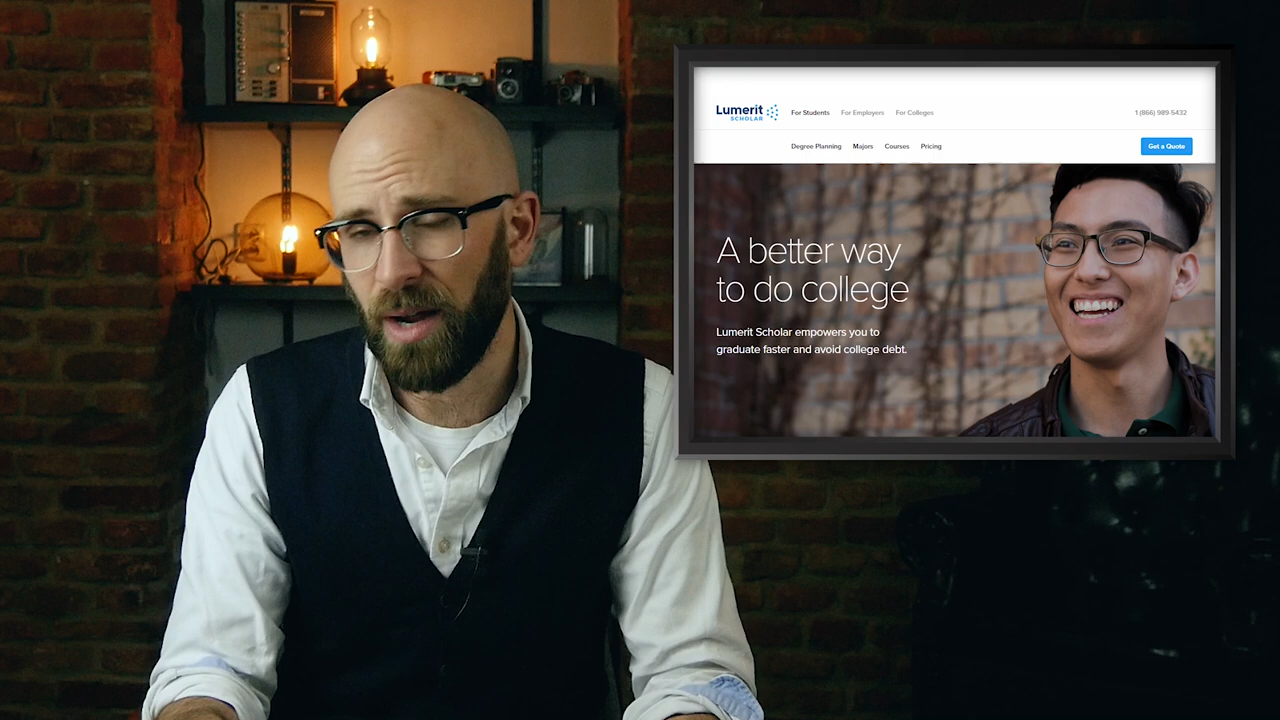 Lumerit
SCHOLAR
For Students For Employers For Colleges
1 (866) 989-5432
Degree Planning Majors Courses Pricing
Get a Quote
A better way
to do college
Lumerit Scholar empowers you to
graduate faster and avoid college debt.